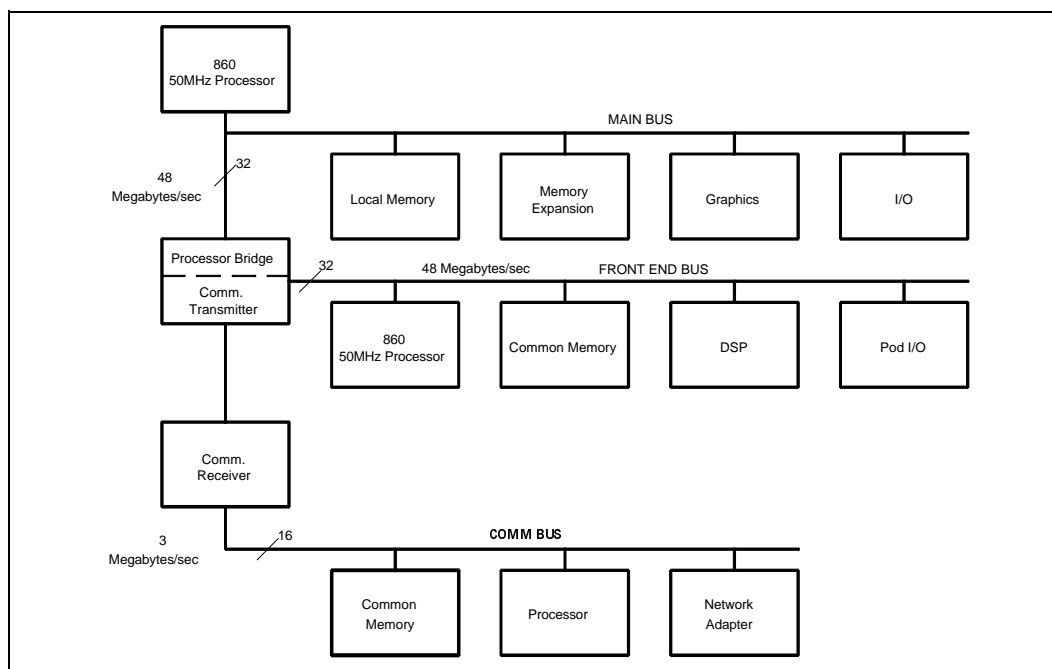 860
50MHz Processor
MAIN BUS
32
48
Megabytes/sec
Local Memory
Memory
Expansion
Graphics
I/O
Processor Bridge
Comm.
Transmitter
32
48 Megabytes/sec
FRONT END BUS
860
50MHz Processor
Common Memory
DSP
Pod I/O
Comm.
Receiver
3
Megabytes/sec
16
COMM BUS
Common
Memory
Processor
Network
Adapter